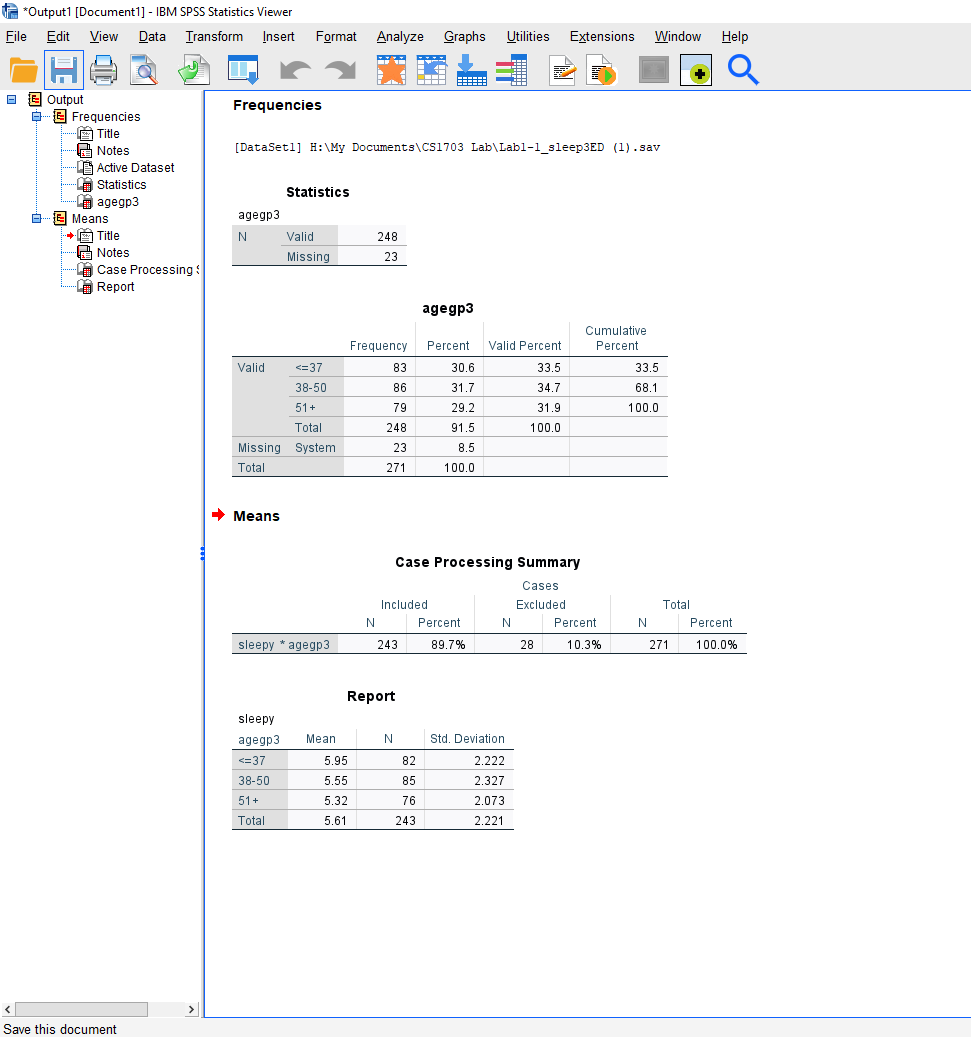 *Output1 [Document1] - IBM SPSS Statistics Viewer
File Edit View Data Transform Insert Format Analyze Graphs Utilities Extensions Window Help
Output
Frequencies
Title
Notes
Active Dataset
Statistics
agegp3
Means
Title
Notes
Case Processing S
Report
Frequencies
[DataSet1] H:\My Documents\CS1703 Lab\Lab1-1_sleep3ED (1).sav
Statistics
agegp3
N Valid 248
Missing 23
agegp3
Cumulative
Frequency Percent Valid Percent Percent
Valid <=37 83 30.6 33.5 33.5
38-50 86 31.7 34.7 68.1
51+ 79 29.2 31.9 100.0
Total 248 91.5 100.0
Missing System 23 8.5
Total 271 100.0
Means
Case Processing Summary
Cases
Included Excluded Total
N Percent N Percent N Percent
sleepy * agegp3 243 89.7% 28 10.3% 271 100.0%
Report
sleepy
agegp3 Mean N Std. Deviation
<=37 5.95 82 2.222
38-50 5.55 85 2.327
51+ 5.32 76 2.073
Total 5.61 243 2.221
Save this document